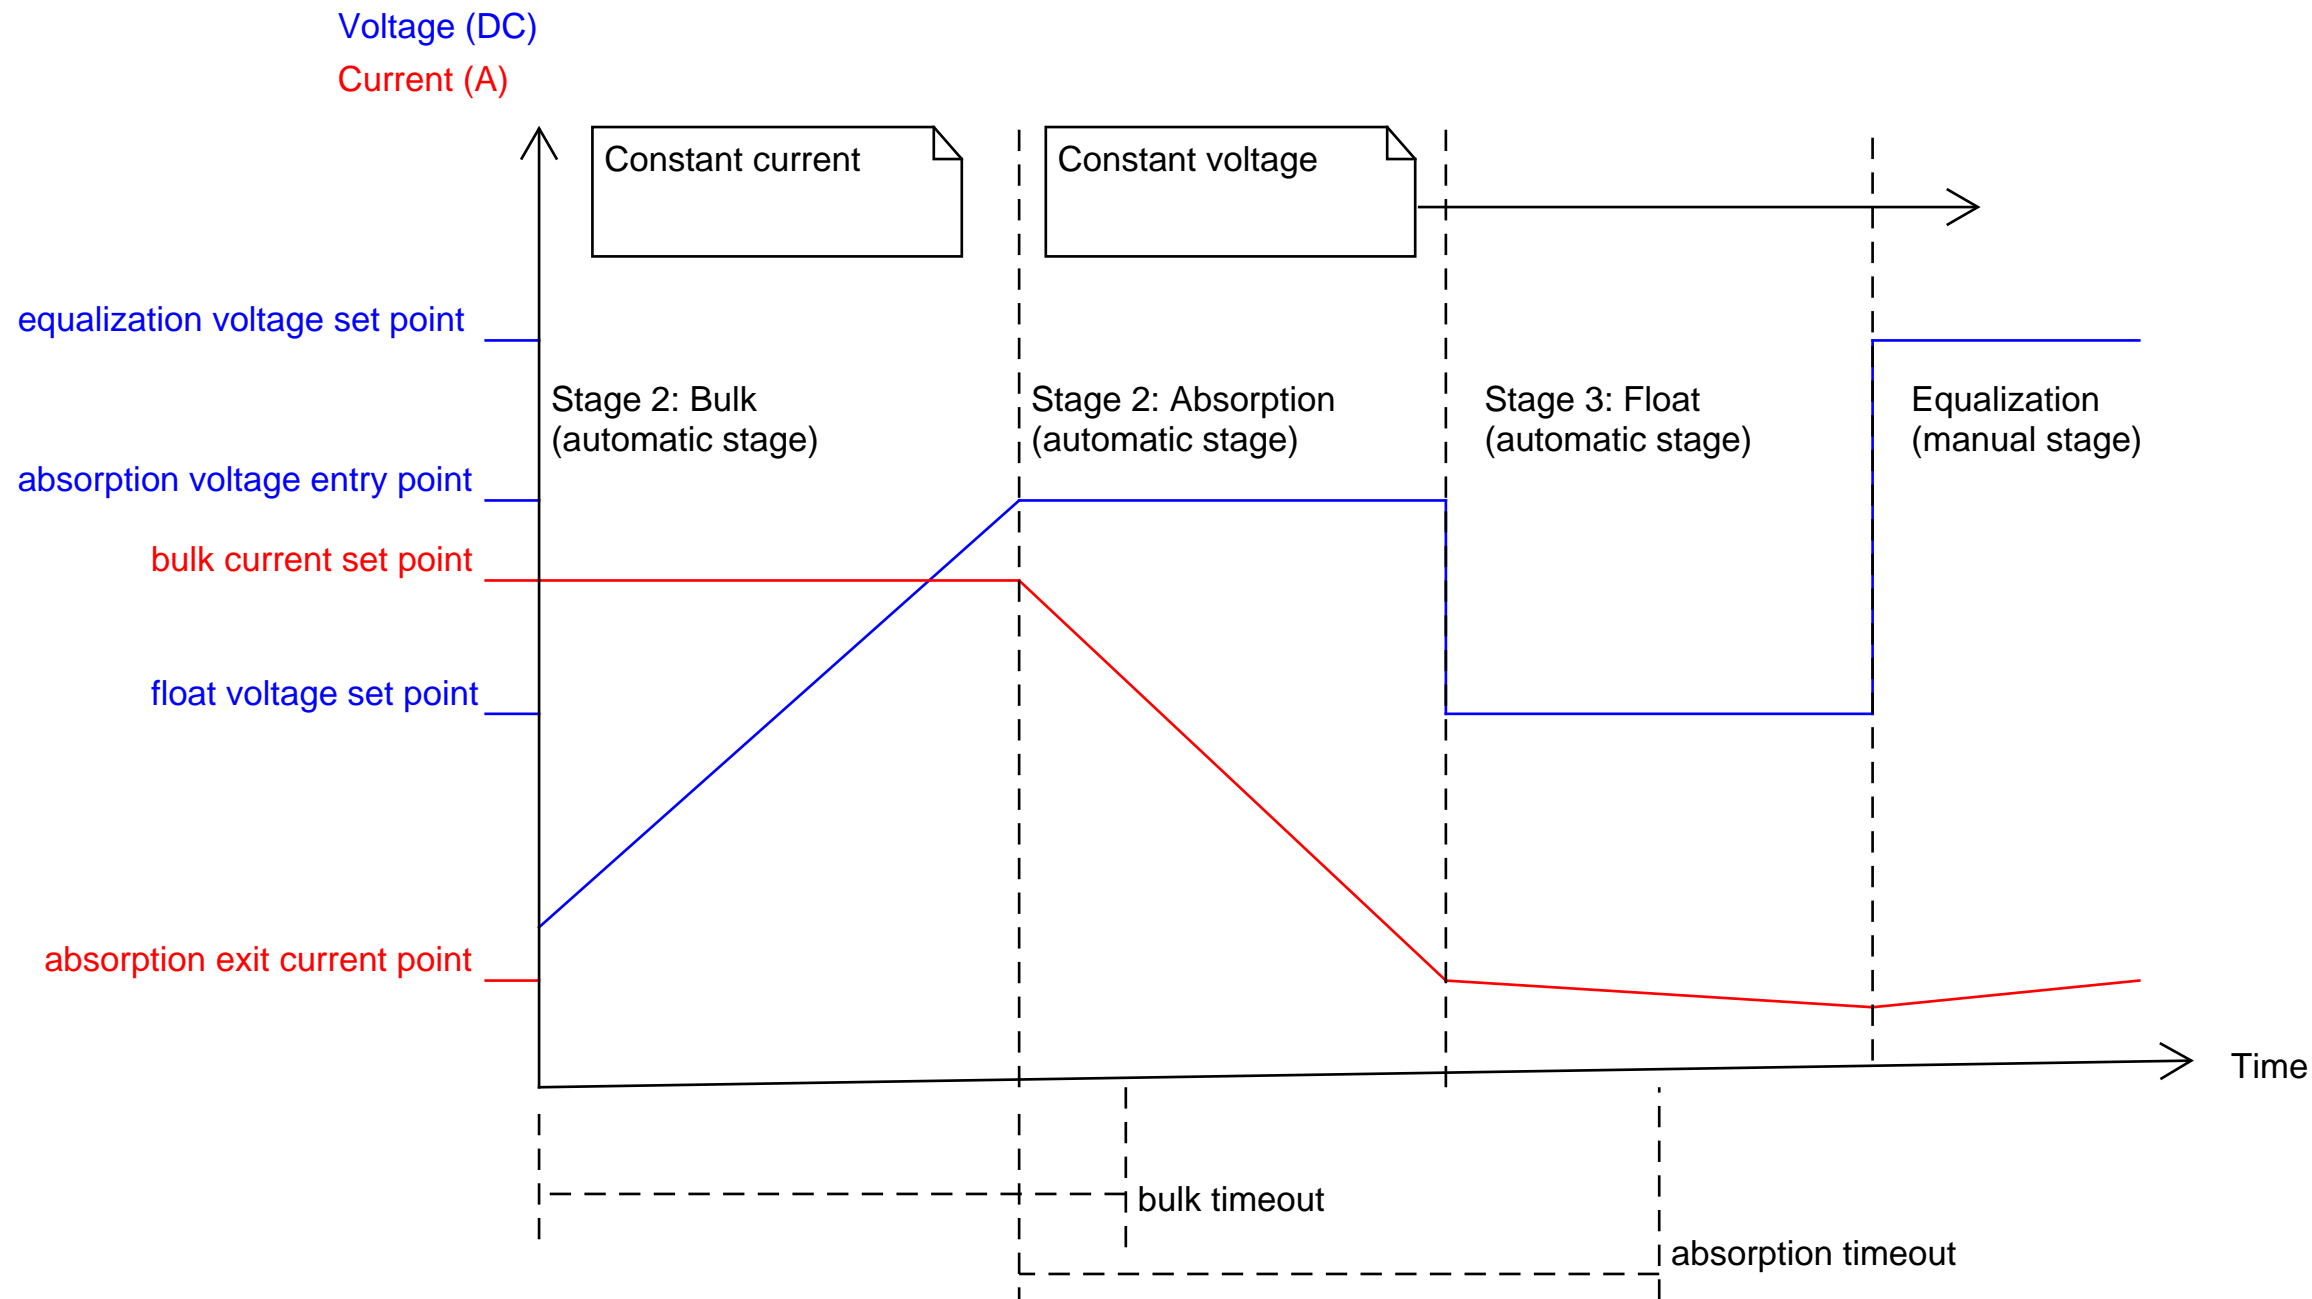 Voltage (DC)
Current (A)
Constant current
Constant voltage
equalization voltage set point
Stage 2: Bulk
(automatic stage)
Stage 2: Absorption
(automatic stage)
Stage 3: Float
(automatic stage)
Equalization
(manual stage)
absorption voltage entry point
bulk current set point
float voltage set point
absorption exit current point
Time
bulk timeout
absorption timeout